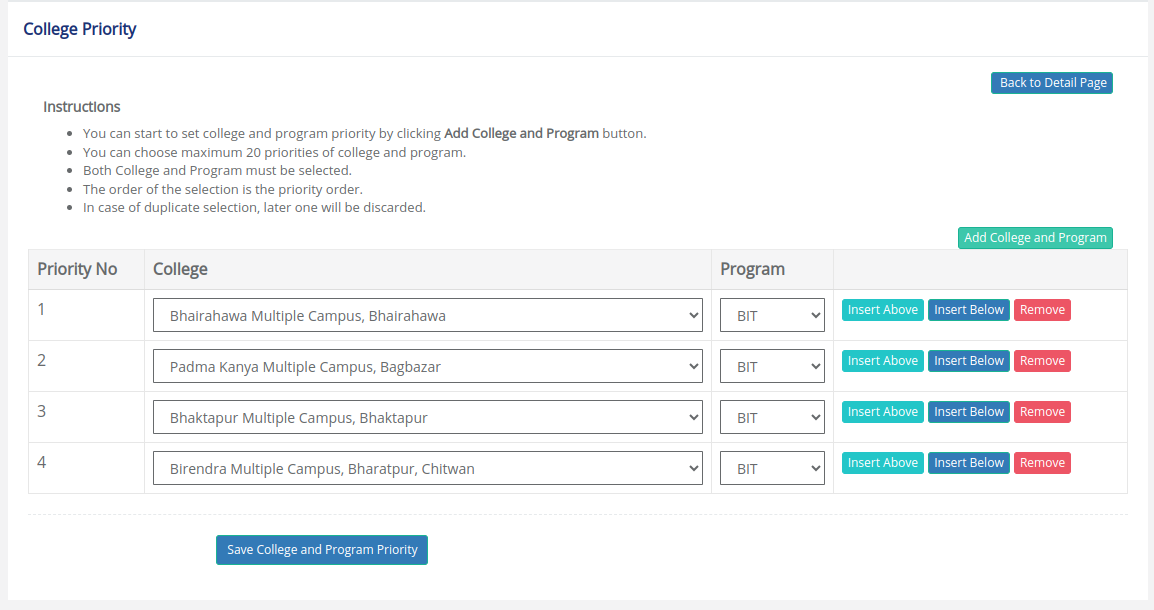 College Priority
Back to Detail Page
Instructions
You can start to set college and program priority by clicking Add College and Program button.
You can choose maximum 20 priorities of college and program.
Both College and Program must be selected.
The order of the selection is the priority order.
In case of duplicate selection, later one will be discarded.
Add College and Program
Priority No College Program
1 Bhairahawa Multiple Campus, Bhairahawa BIT Insert Above Insert Below Remove
2 Padma Kanya Multiple Campus, Bagbazar BIT Insert Above Insert Below Remove
3 Bhaktapur Multiple Campus, Bhaktapur BIT Insert Above Insert Below Remove
4 Birendra Multiple Campus, Bharatpur, Chitwan BIT Insert Above Insert Below Remove
Save College and Program Priority